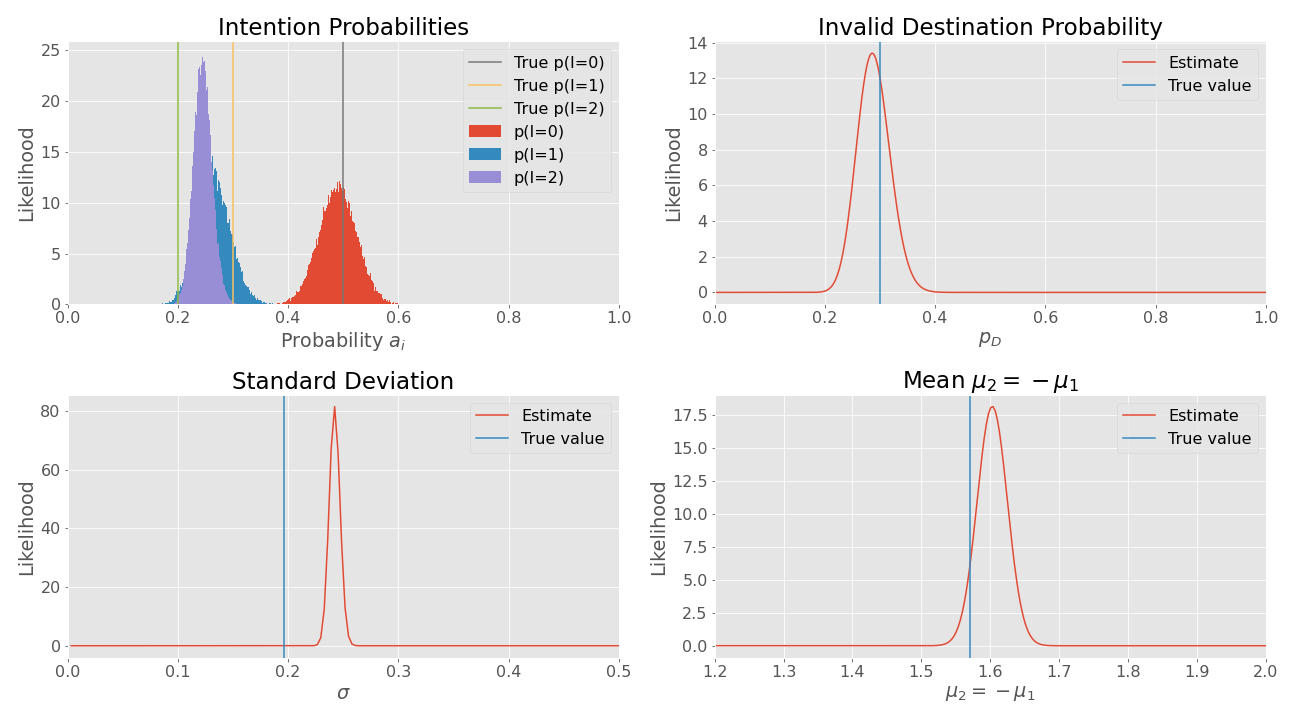 Intention Probabilities
25
20
15
10
5
0
Likelihood
True p(I=0)
True p(I=1)
True p(I=2)
p(I=0)
p(I=1)
p(I=2)
0.0 0.2 0.4 0.6 0.8 1.0
Probability a_i
Invalid Destination Probability
14
12
10
8
6
4
2
0
Likelihood
Estimate
True value
0.0 0.2 0.4 0.6 0.8 1.0
p_D
Standard Deviation
80
60
40
20
0
Likelihood
Estimate
True value
0.0 0.2 0.2 0.3 0.4 0.5
σ
Mean μ₂ = −μ₁
17.5
15.0
12.5
10.0
7.5
5.0
2.5
0.0
Likelihood
Estimate
True value
1.2 1.3 1.4 1.5 1.6 1.7 1.8 1.9 2.0
μ₂ = −μ₁